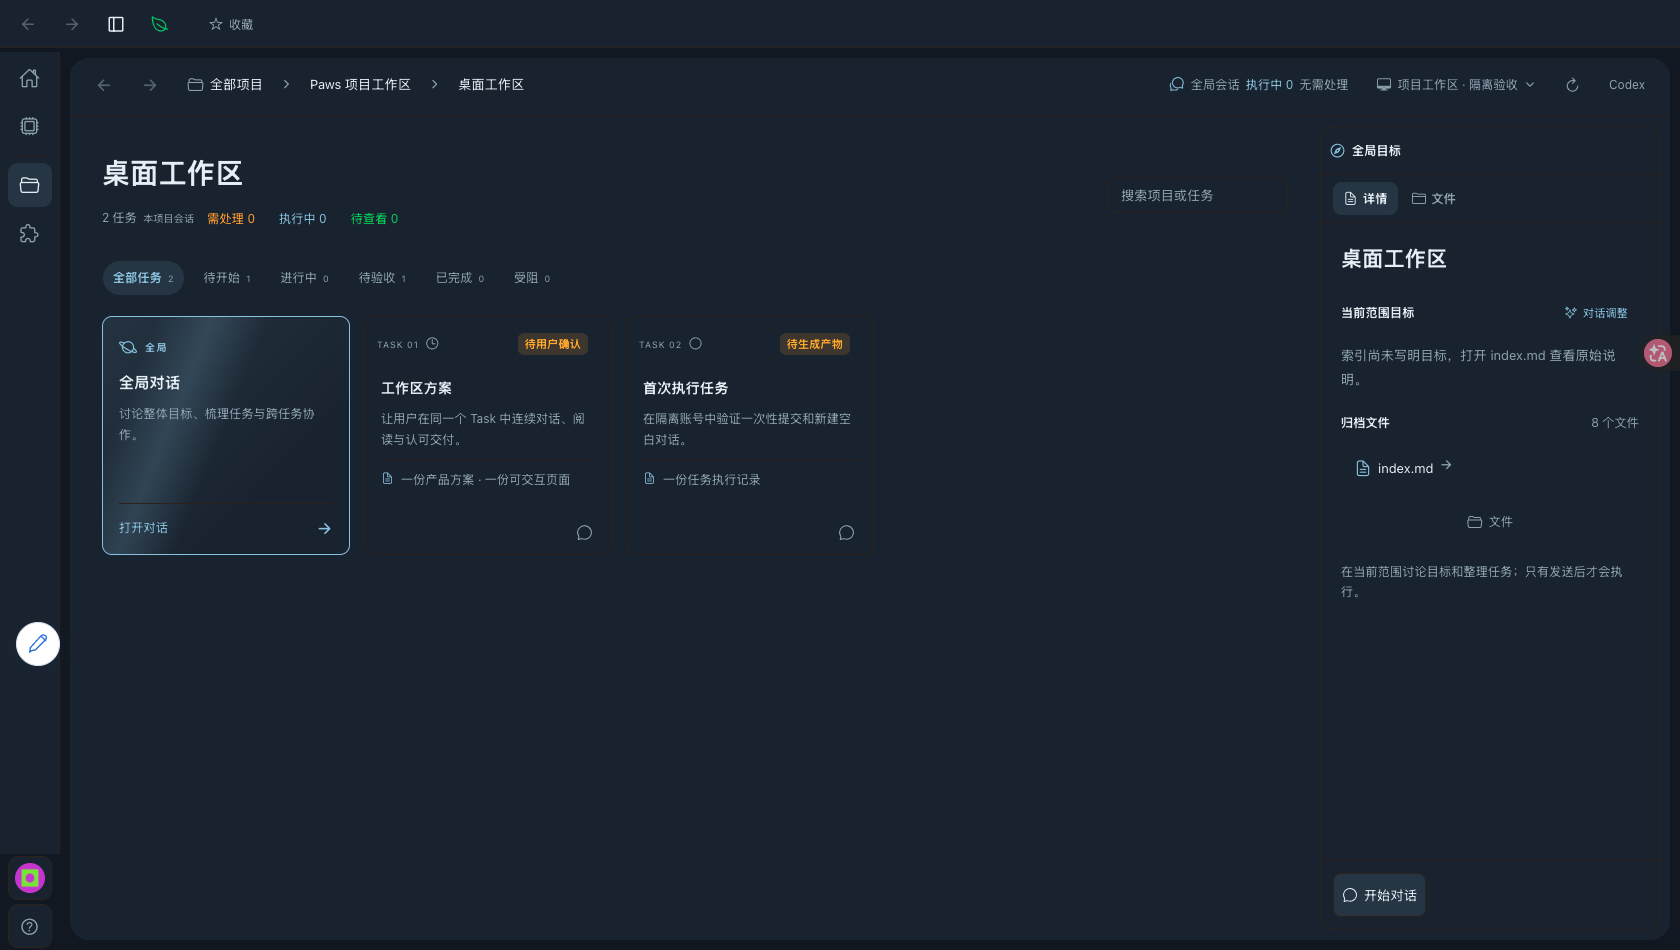 收藏
全部项目 > Paws 项目工作区 > 桌面工作区
全局会话 执行中 0 无需处理
项目工作区 · 隔离验收
Codex
桌面工作区
2 任务 本项目会话 需处理 0 执行中 0 待查看 0
搜索项目或任务
全部任务 2 待开始 1 进行中 0 待验收 1 已完成 0 受阻 0
全局
全局对话
讨论整体目标、梳理任务与跨任务协
作。
打开对话
TASK 01 待用户确认
工作区方案
让用户在同一个 Task 中连续对话、阅
读与认可交付。
一份产品方案 · 一份可交互页面
TASK 02 待生成产物
首次执行任务
在隔离账号中验证一次性提交和新建空
白对话。
一份任务执行记录
全局目标
详情 文件
桌面工作区
当前范围目标 对话调整
索引尚未写明目标，打开 index.md 查看原始说
明。
归档文件 8 个文件
index.md
文件
在当前范围讨论目标和整理任务；只有发送后才会执
行。
开始对话